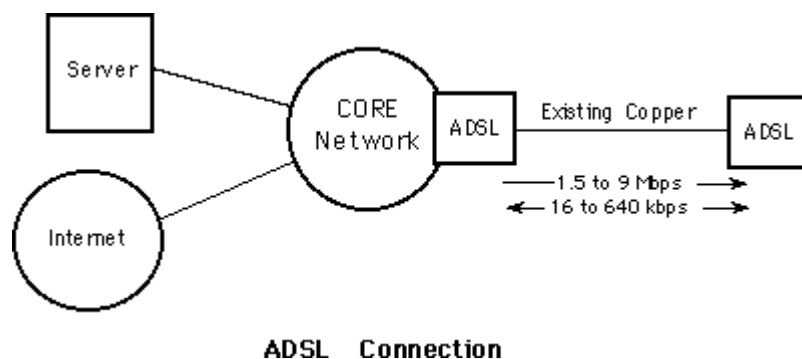 Server
CORE
Network
ADSL
Existing Copper
ADSL
1.5 to 9 Mbps
16 to 640 kbps
Internet
ADSL Connection